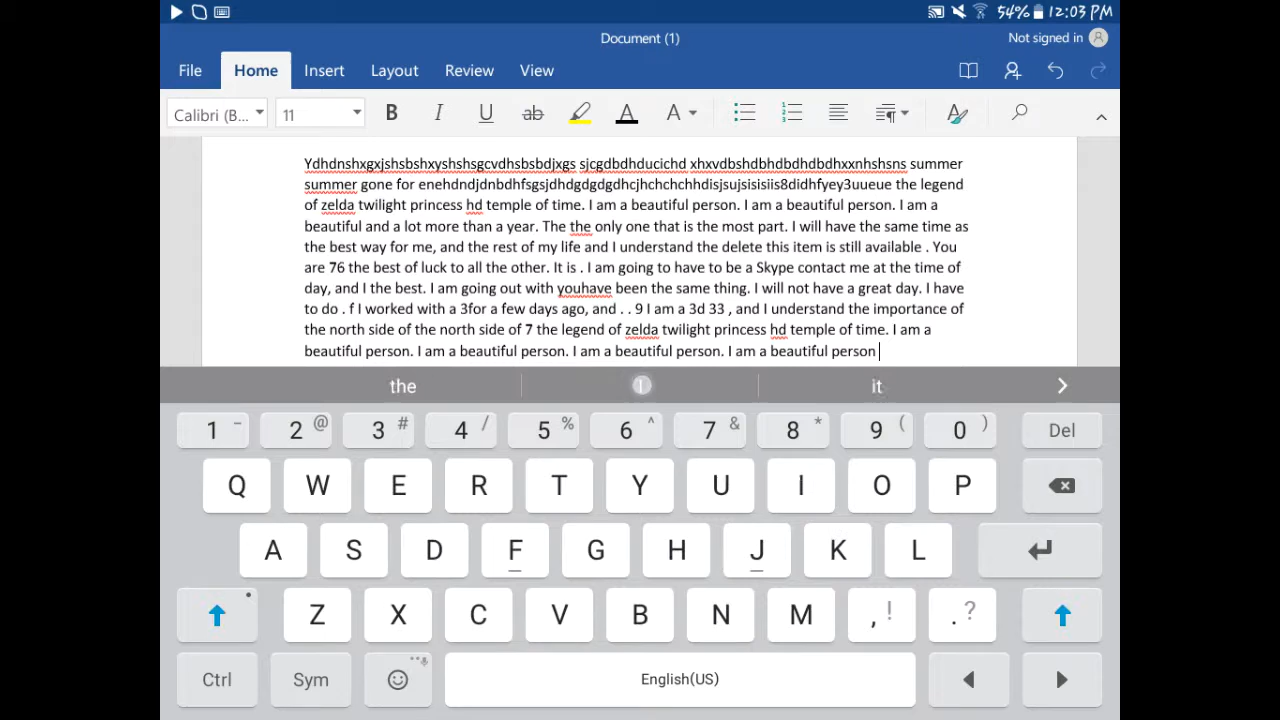 54% 12:03 PM
Document (1)
Not signed in
File Home Insert Layout Review View
Calibri (B... 11 B I U ab A A
Ydhdnshxgxjshsbshxyshshsgcvdhsbsbdjxgs sjcgdbdhducichd xhxvdbshdbhdbdhbdhxxnhshsns summer
summer gone for enehdndjdnbdhfsgsjdhdgdgdgdhcjhchchchhdisjsujsisisiis8didhfyey3uueue the legend
of zelda twilight princess hd temple of time. I am a beautiful person. I am a beautiful person. I am a
beautiful and a lot more than a year. The the only one that is the most part. I will have the same time as
the best way for me, and the rest of my life and I understand the delete this item is still available . You
are 76 the best of luck to all the other. It is . I am going to have to be a Skype contact me at the time of
day, and I the best. I am going out with youhave been the same thing. I will not have a great day. I have
to do . f I worked with a 3for a few days ago, and . . 9 I am a 3d 33 , and I understand the importance of
the north side of the north side of 7 the legend of zelda twilight princess hd temple of time. I am a
beautiful person. I am a beautiful person. I am a beautiful person. I am a beautiful person
the I it
1 - 2 @ 3 # 4 / 5 % 6 ^ 7 & 8 * 9 ( 0 ) Del
Q W E R T Y U I O P
A S D F G H J K L
Z X C V B N M , ! . ?
Ctrl Sym English(US)